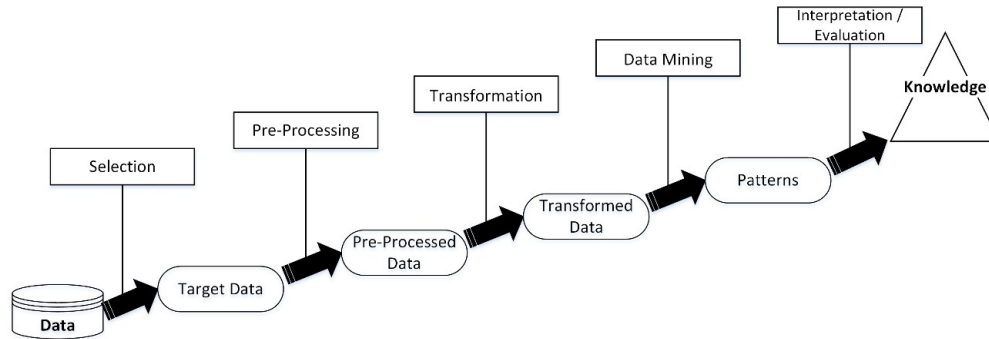 Interpretation /
Evaluation
Data Mining
Transformation
Pre-Processing
Selection
Knowledge
Patterns
Transformed
Data
Pre-Processed
Data
Target Data
Data